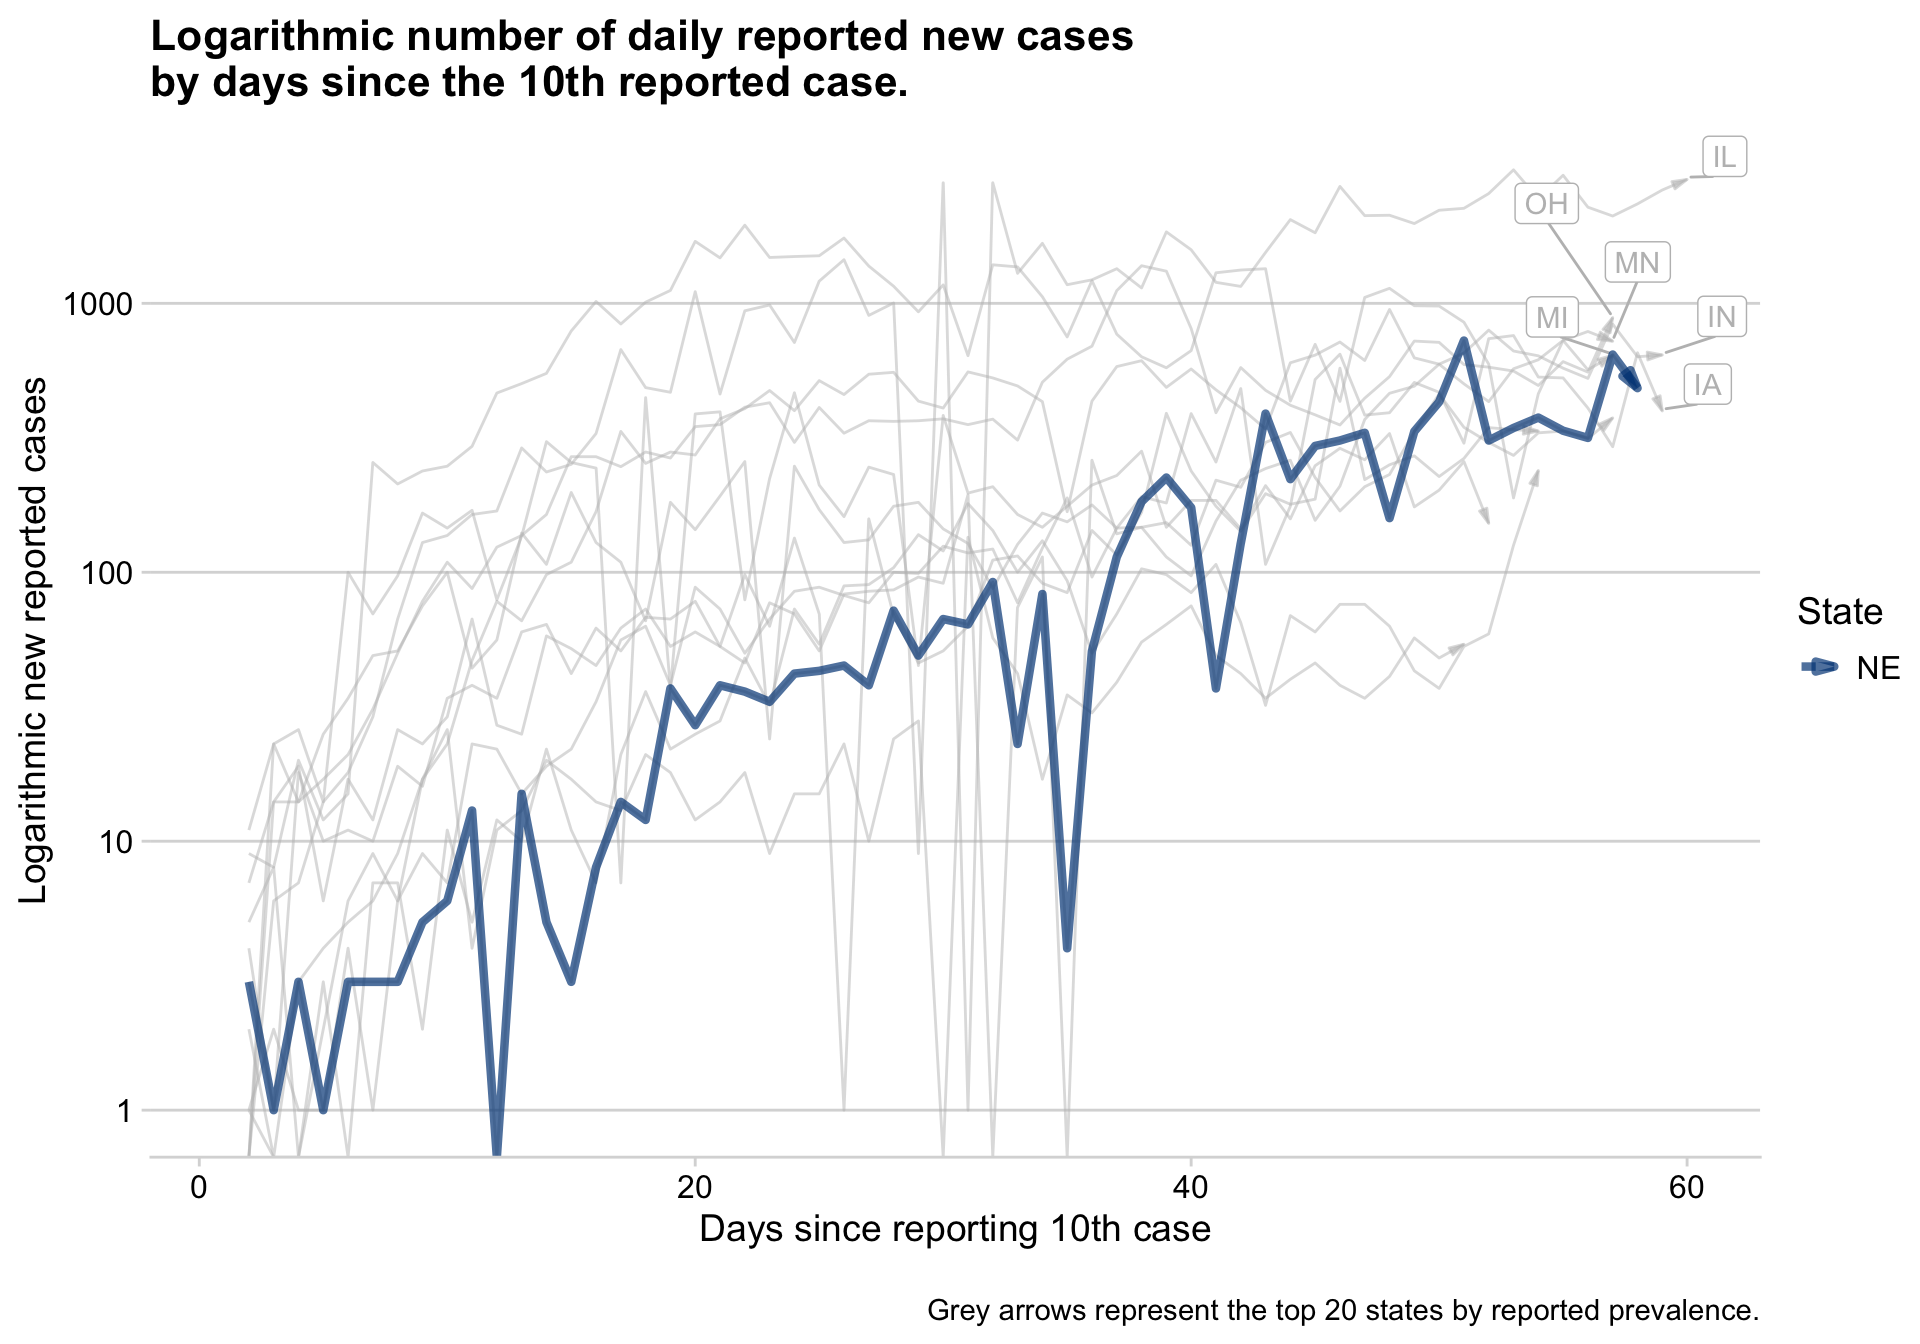 Logarithmic number of daily reported new cases
by days since the 10th reported case.
IL
OH
MN
MI
IN
IA
1000
100
10
1
Logarithmic new reported cases
0
20
40
60
Days since reporting 10th case
State
NE
Grey arrows represent the top 20 states by reported prevalence.